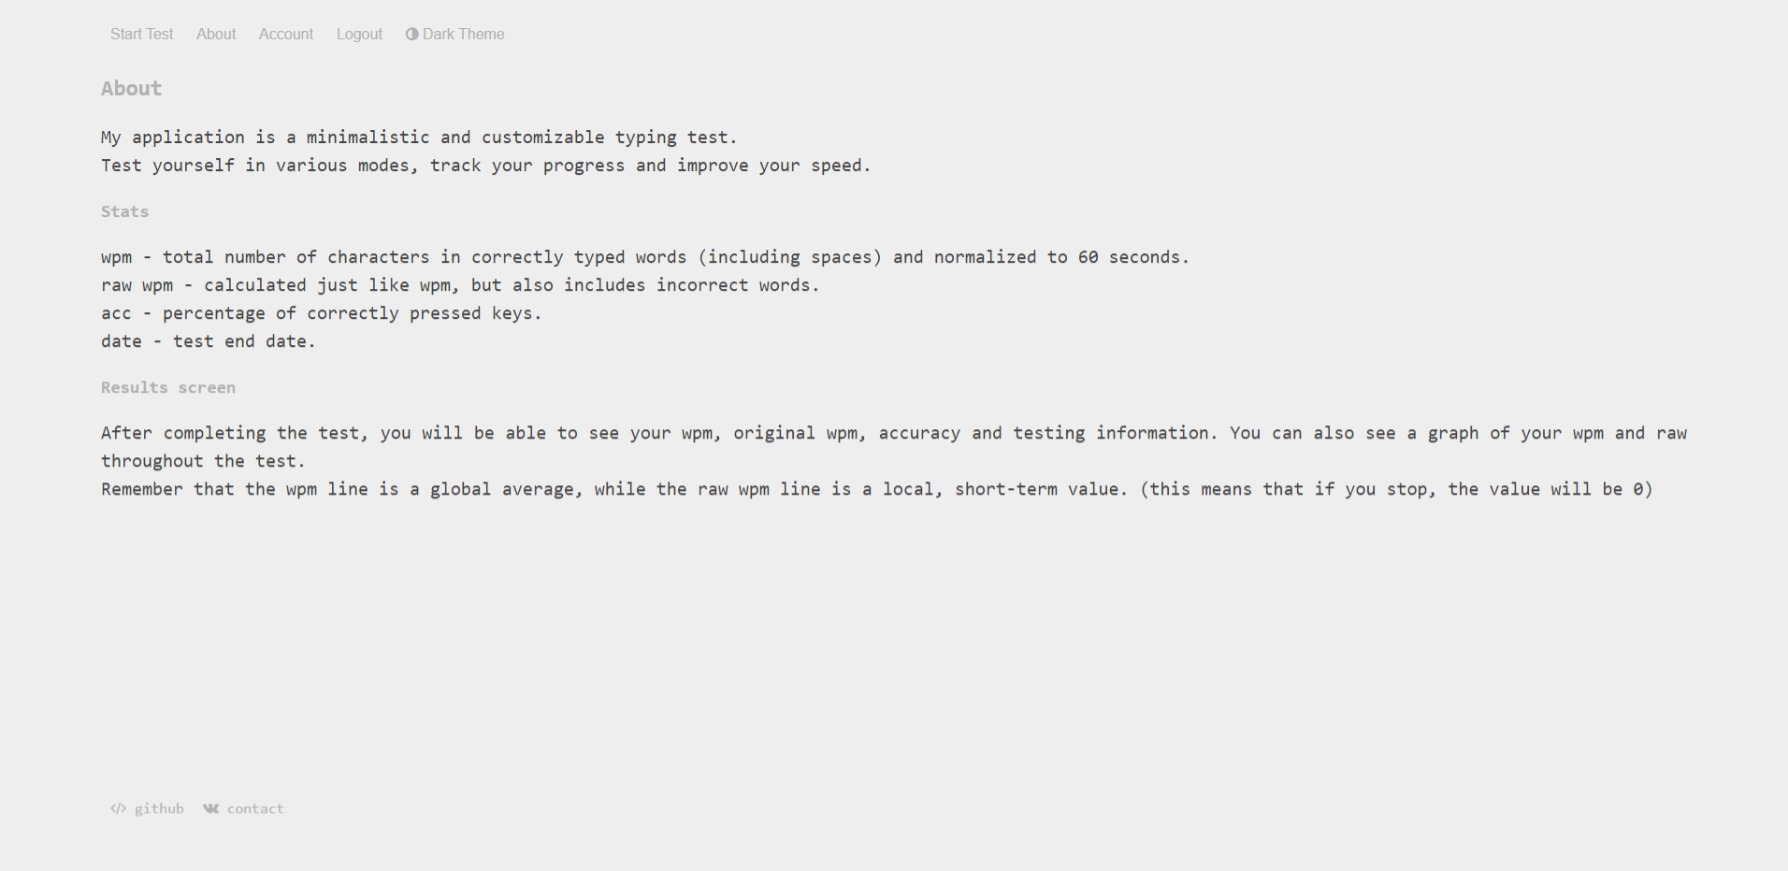 Start Test About Account Logout Dark Theme
About
My application is a minimalistic and customizable typing test.
Test yourself in various modes, track your progress and improve your speed.
Stats
wpm - total number of characters in correctly typed words (including spaces) and normalized to 60 seconds.
raw wpm - calculated just like wpm, but also includes incorrect words.
acc - percentage of correctly pressed keys.
date - test end date.
Results screen
After completing the test, you will be able to see your wpm, original wpm, accuracy and testing information. You can also see a graph of your wpm and raw
throughout the test.
Remember that the wpm line is a global average, while the raw wpm line is a local, short-term value. (this means that if you stop, the value will be 0)
github contact